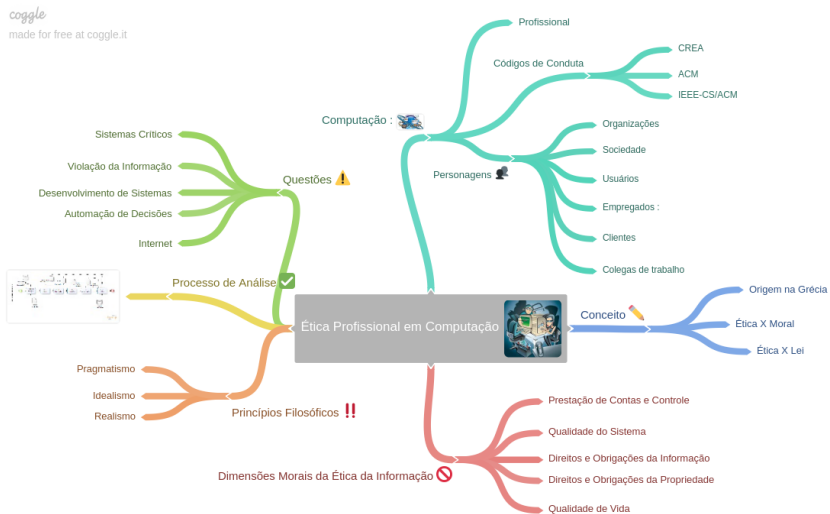 coggle
made for free at coggle.it
Profissional
Códigos de Conduta
CREA
ACM
IEEE-CS/ACM
Computação :
Personagens
Organizações
Sociedade
Usuários
Empregados :
Clientes
Colegas de trabalho
Sistemas Críticos
Violação da Informação
Desenvolvimento de Sistemas
Automação de Decisões
Internet
Questões
Processo de Análise
Ética Profissional em Computação
Conceito
Origem na Grécia
Ética X Moral
Ética X Lei
Pragmatismo
Idealismo
Realismo
Princípios Filosóficos
Dimensões Morais da Ética da Informação
Prestação de Contas e Controle
Qualidade do Sistema
Direitos e Obrigações da Informação
Direitos e Obrigações da Propriedade
Qualidade de Vida